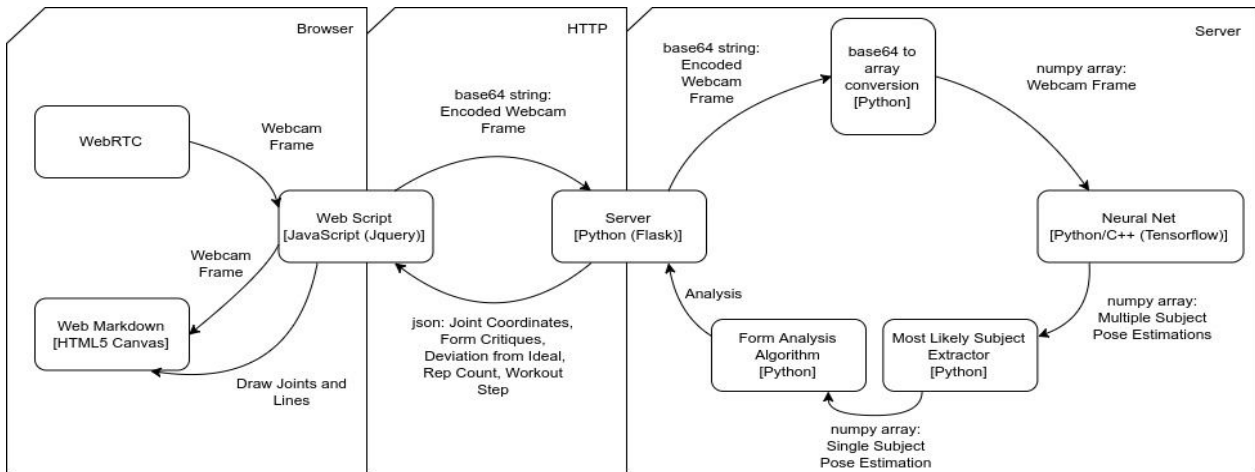 Browser
HTTP
Server
WebRTC
Webcam
Frame
Web Script
[JavaScript (Jquery)]
Webcam
Frame
Web Markdown
[HTML5 Canvas]
Draw Joints and
Lines
base64 string:
Encoded Webcam
Frame
Server
[Python (Flask)]
json: Joint Coordinates,
Form Critiques,
Deviation from Ideal,
Rep Count, Workout
Step
base64 string:
Encoded
Webcam
Frame
base64 to
array
conversion
[Python]
numpy array:
Webcam Frame
Neural Net
[Python/C++ (Tensorflow)]
numpy array:
Multiple Subject
Pose Estimations
Most Likely Subject
Extractor
[Python]
numpy array:
Single Subject
Pose Estimation
Form Analysis
Algorithm
[Python]
Analysis